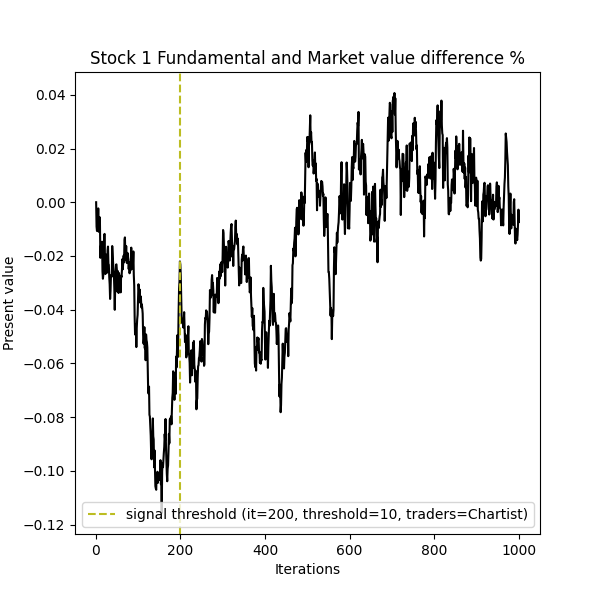 Stock 1 Fundamental and Market value difference %
Present value
0.04
0.02
0.00
−0.02
−0.04
−0.06
−0.08
−0.10
−0.12
signal threshold (it=200, threshold=10, traders=Chartist)
0 200 400 600 800 1000
Iterations